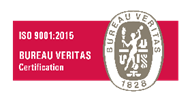 ISO 9001:2015
BUREAU VERITAS
Certification
BUREAU VERITAS
1828